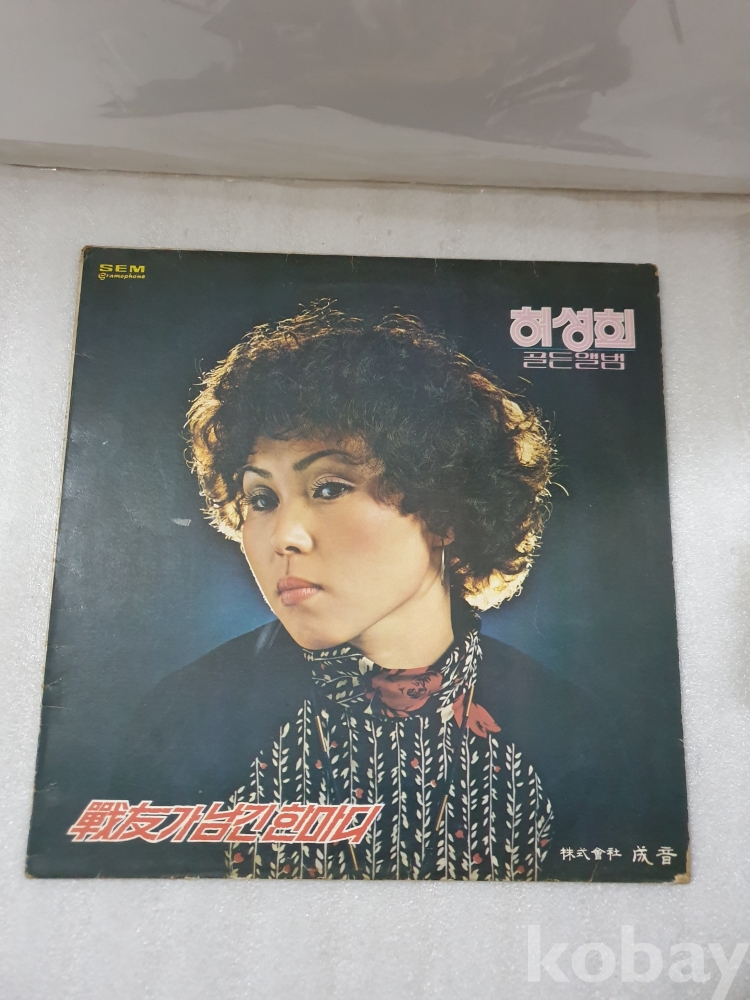 SEM
Gramophone
허성희
골든앨범
戰友가 남긴 한마디
株式會社 成音
kobay